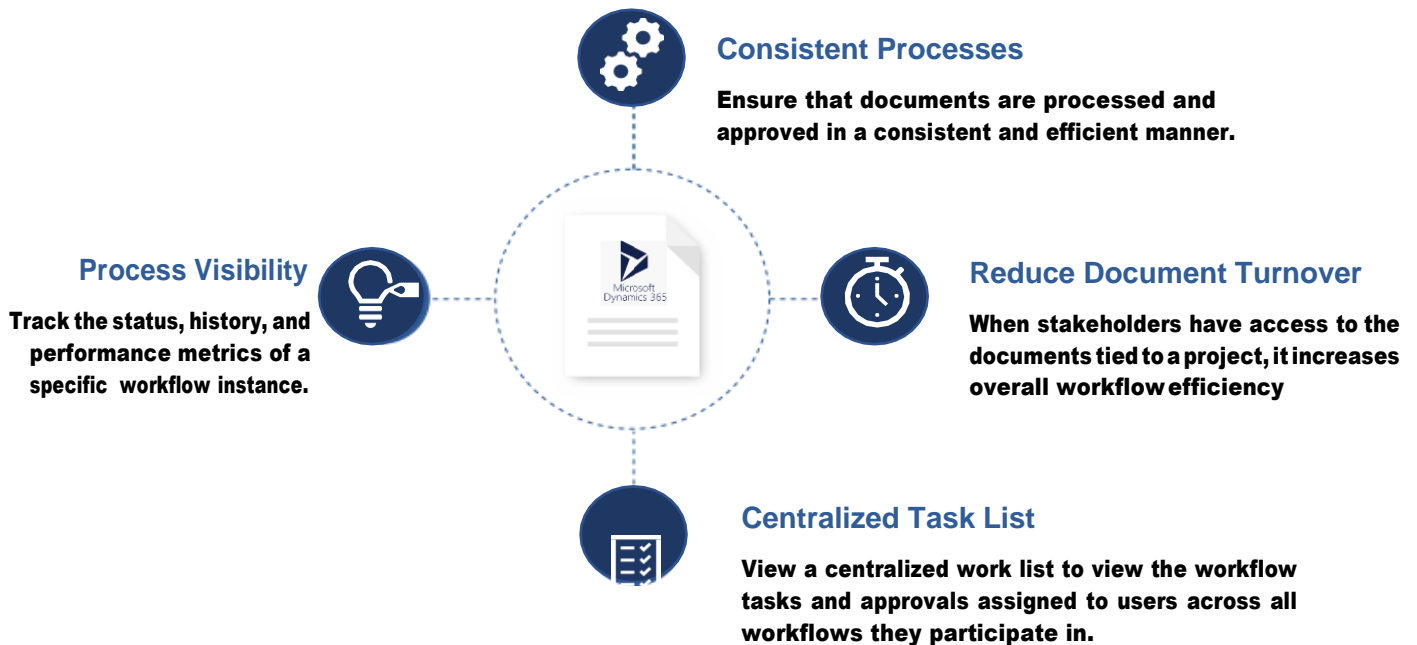 Consistent Processes
Ensure that documents are processed and
approved in a consistent and efficient manner.
Microsoft
Dynamics 365
Process Visibility
Track the status, history, and
performance metrics of a
specific workflow instance.
Reduce Document Turnover
When stakeholders have access to the
documents tied to a project, it increases
overall workflow efficiency
Centralized Task List
View a centralized work list to view the workflow
tasks and approvals assigned to users across all
workflows they participate in.